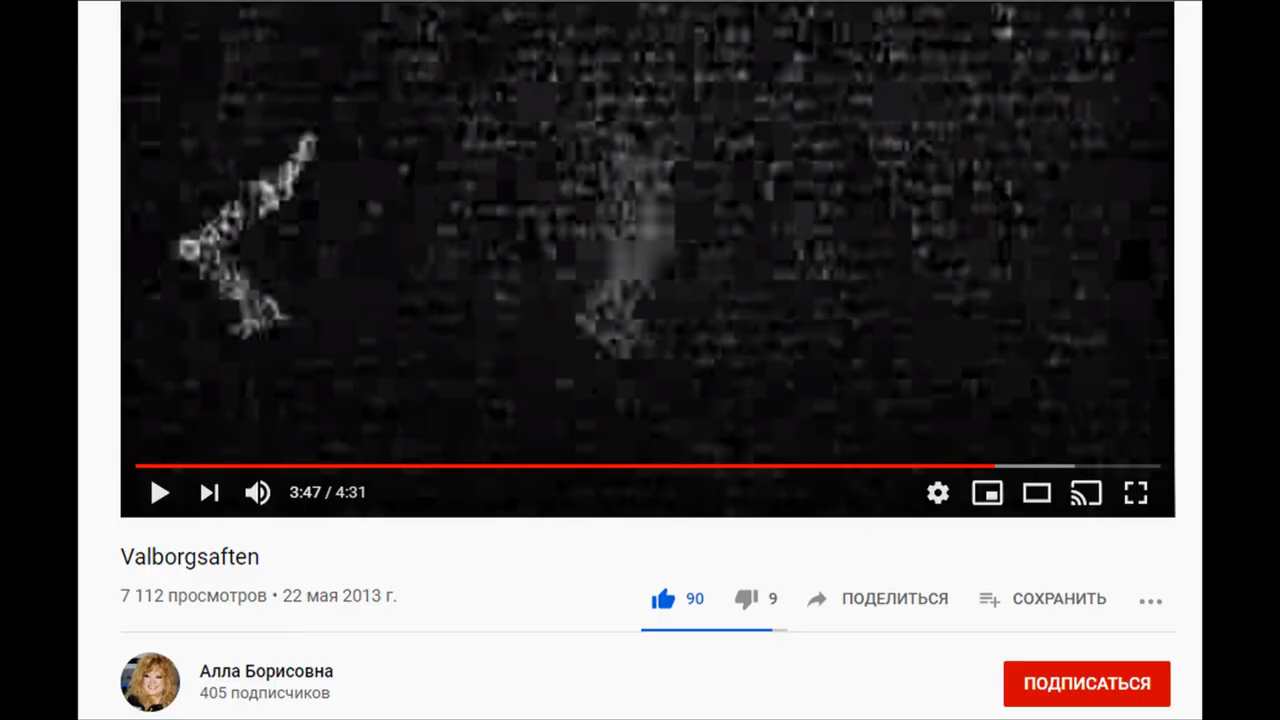 3:47 / 4:31
Valborgsaften
7 112 просмотров • 22 мая 2013 г.
90
9
ПОДЕЛИТЬСЯ
СОХРАНИТЬ
Алла Борисовна
405 подписчиков
ПОДПИСАТЬСЯ